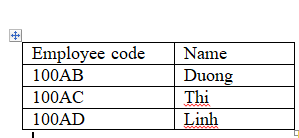 Employee code Name
100AB Duong
100AC Thi
100AD Linh